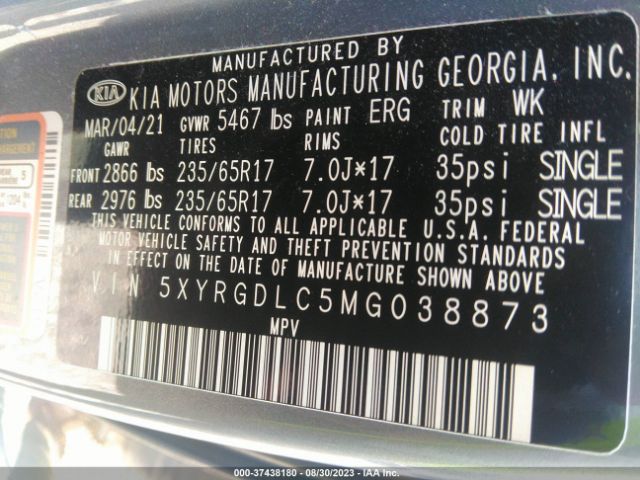 MANUFACTURED BY
KIA KIA MOTORS MANUFACTURING GEORGIA, INC.
MAR/04/21 GVWR 5467 lbs PAINT ERG TRIM WK
GAWR TIRES RIMS COLD TIRE INFL
FRONT 2866 lbs 235/65R17 7.0J*17 35psi SINGLE
REAR 2976 lbs 235/65R17 7.0J*17 35psi SINGLE
THIS VEHICLE CONFORMS TO ALL APPLICABLE U.S.A. FEDERAL
MOTOR VEHICLE SAFETY AND THEFT PREVENTION STANDARDS
IN EFFECT ON THE DATE OF MANUFACTURE SHOWN ABOVE
VIN 5XYRGDLC5MG038873
MPV
000-37438180 - 08/30/2023 - IAA Inc.